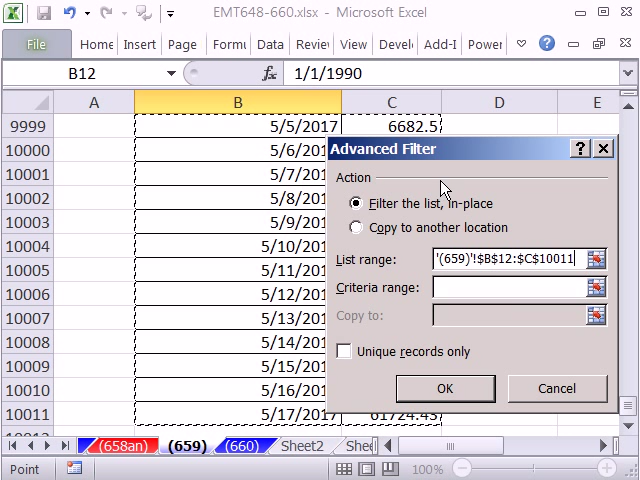 EMT648-660.xlsx - Microsoft Excel
File Home Insert Page Formu Data Reviev View Devel Add-I Power
B12 fx 1/1/1990
A B C D E
9999 5/5/2017 6682.5
10000 5/6/201
10001 5/7/201
10002 5/8/201
10003 5/9/201
10004 5/10/201
10005 5/11/201
10006 5/12/201
10007 5/13/201
10008 5/14/201
10009 5/15/201
10010 5/16/201
10011 5/17/2017 61724.43
Advanced Filter
Action
Filter the list, in-place
Copy to another location
List range: '(659)'!$B$12:$C$10011
Criteria range:
Copy to:
Unique records only
OK Cancel
(658an) (659) (660) Sheet2 Shee
Point 100%